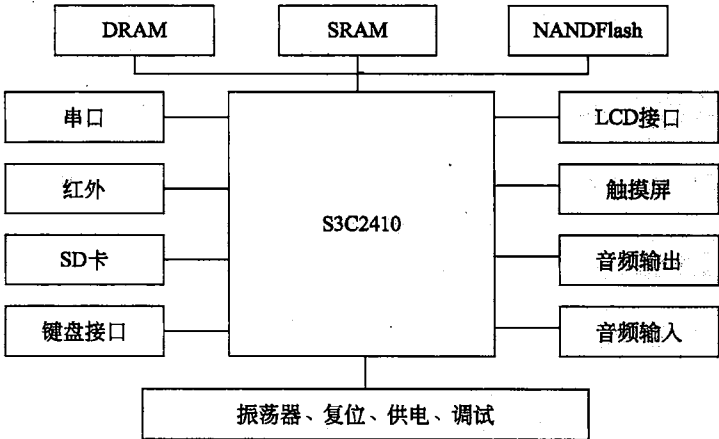 DRAM
SRAM
NANDFlash
串口
LCD接口
红外
触摸屏
S3C2410
SD卡
音频输出
键盘接口
音频输入
振荡器、复位、供电、调试